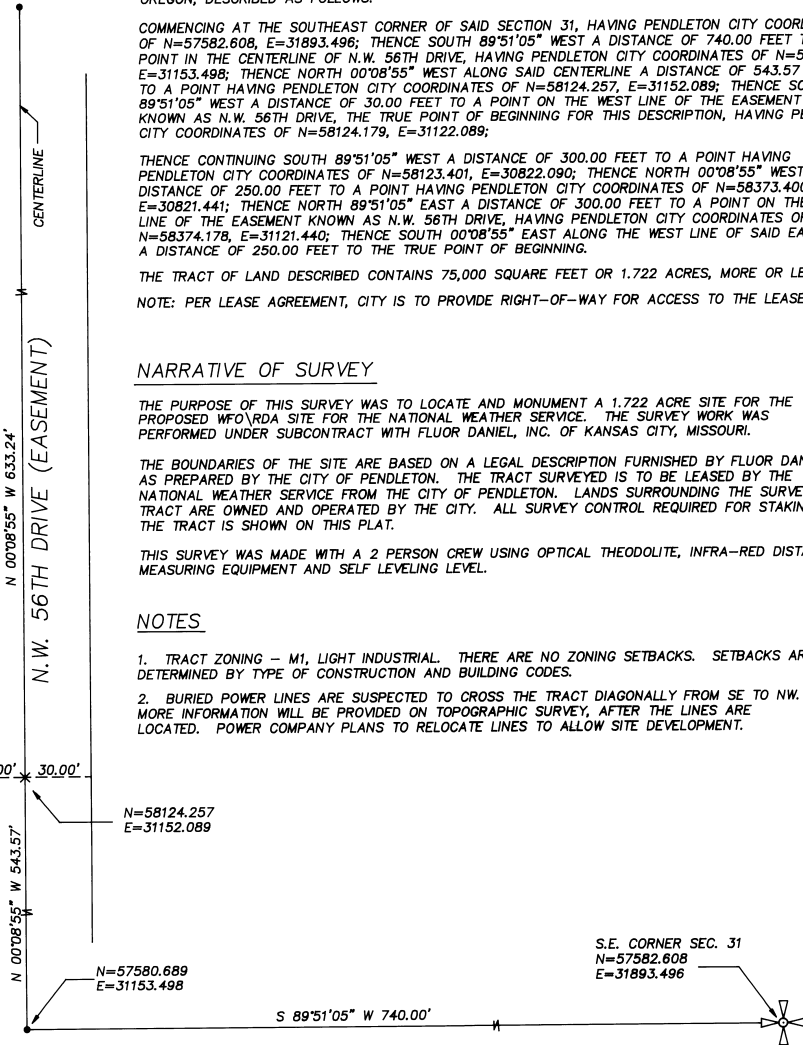 OREGON, DESCRIBED AS FOLLOWS:
COMMENCING AT THE SOUTHEAST CORNER OF SAID SECTION 31, HAVING PENDLETON CITY
OF N=57582.608, E=31893.496; THENCE SOUTH 89°51'05" WEST A DISTANCE OF 740.00 FEET
POINT IN THE CENTERLINE OF N.W. 56TH DRIVE, HAVING PENDLETON CITY COORDINATES OF
E=31153.498; THENCE NORTH 00°08'55" WEST ALONG SAID CENTERLINE A DISTANCE OF 543.57
TO A POINT HAVING PENDLETON CITY COORDINATES OF N=58124.257, E=31152.089; THENCE
89°51'05" WEST A DISTANCE OF 30.00 FEET TO A POINT ON THE WEST LINE OF THE EASEMENT
KNOWN AS N.W. 56TH DRIVE, THE TRUE POINT OF BEGINNING FOR THIS DESCRIPTION, HAVING
CITY COORDINATES OF N=58124.179, E=31122.089;
THENCE CONTINUING SOUTH 89°51'05" WEST A DISTANCE OF 300.00 FEET TO A POINT HAVING
PENDLETON CITY COORDINATES OF N=58123.401, E=30822.090; THENCE NORTH 00°08'55" WEST
DISTANCE OF 250.00 FEET TO A POINT HAVING PENDLETON CITY COORDINATES OF N=58373.400
E=30821.441; THENCE NORTH 89°51'05" EAST A DISTANCE OF 300.00 FEET TO A POINT ON THE
LINE OF THE EASEMENT KNOWN AS N.W. 56TH DRIVE, HAVING PENDLETON CITY COORDINATES OF
N=58374.178, E=31121.440; THENCE SOUTH 00°08'55" EAST ALONG THE WEST LINE OF SAID
A DISTANCE OF 250.00 FEET TO THE TRUE POINT OF BEGINNING.
THE TRACT OF LAND DESCRIBED CONTAINS 75,000 SQUARE FEET OR 1.722 ACRES, MORE OR
NOTE: PER LEASE AGREEMENT, CITY IS TO PROVIDE RIGHT-OF-WAY FOR ACCESS TO THE LEASE
NARRATIVE OF SURVEY
THE PURPOSE OF THIS SURVEY WAS TO LOCATE AND MONUMENT A 1.722 ACRE SITE FOR THE
PROPOSED WFO\RDA SITE FOR THE NATIONAL WEATHER SERVICE. THE SURVEY WORK WAS
PERFORMED UNDER SUBCONTRACT WITH FLUOR DANIEL, INC. OF KANSAS CITY, MISSOURI.
THE BOUNDARIES OF THE SITE ARE BASED ON A LEGAL DESCRIPTION FURNISHED BY FLUOR
AS PREPARED BY THE CITY OF PENDLETON. THE TRACT SURVEYED IS TO BE LEASED BY THE
NATIONAL WEATHER SERVICE FROM THE CITY OF PENDLETON. LANDS SURROUNDING THE
TRACT ARE OWNED AND OPERATED BY THE CITY. ALL SURVEY CONTROL REQUIRED FOR
THE TRACT IS SHOWN ON THIS PLAT.
THIS SURVEY WAS MADE WITH A 2 PERSON CREW USING OPTICAL THEODOLITE, INFRA-RED
MEASURING EQUIPMENT AND SELF LEVELING LEVEL.
NOTES
1. TRACT ZONING - M1, LIGHT INDUSTRIAL. THERE ARE NO ZONING SETBACKS. SETBACKS
DETERMINED BY TYPE OF CONSTRUCTION AND BUILDING CODES.
2. BURIED POWER LINES ARE SUSPECTED TO CROSS THE TRACT DIAGONALLY FROM SE TO NW.
MORE INFORMATION WILL BE PROVIDED ON TOPOGRAPHIC SURVEY, AFTER THE LINES ARE
LOCATED. POWER COMPANY PLANS TO RELOCATE LINES TO ALLOW SITE DEVELOPMENT.
CENTERLINE
N.W. 56TH DRIVE (EASEMENT)
N 00°08'55" W 633.24'
30.00'
N=58124.257
E=31152.089
N 00°08'55" W 543.57'
N=57580.689
E=31153.498
S 89°51'05" W 740.00'
S.E. CORNER SEC. 31
N=57582.608
E=31893.496